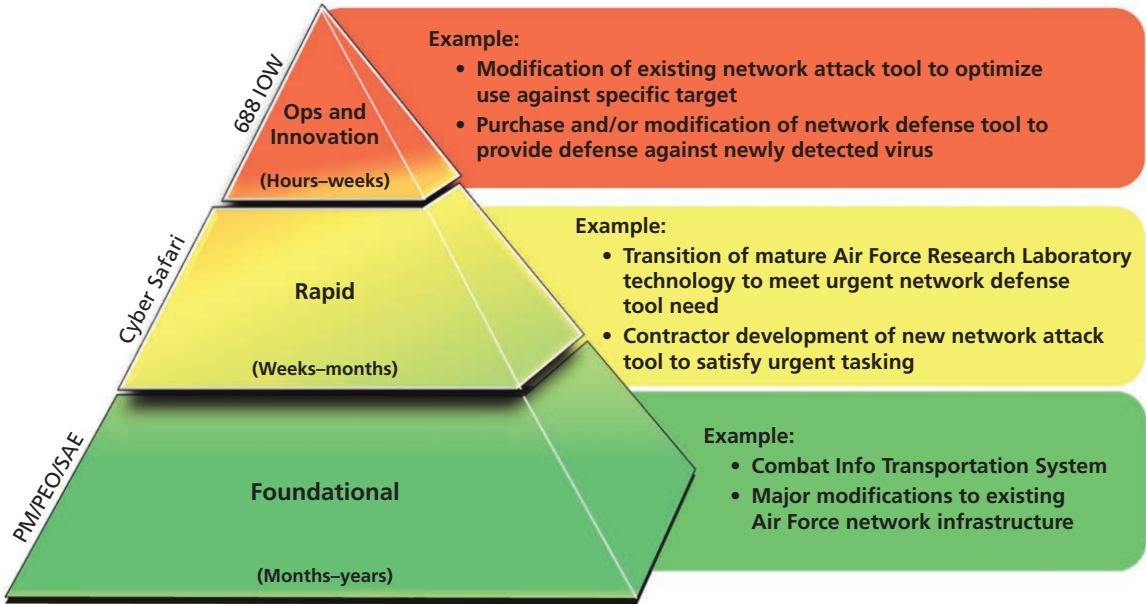 688 IOW
Ops and
Innovation
(Hours–weeks)
Example:
• Modification of existing network attack tool to optimize
use against specific target
• Purchase and/or modification of network defense tool to
provide defense against newly detected virus
Cyber Safari
Rapid
(Weeks–months)
Example:
• Transition of mature Air Force Research Laboratory
technology to meet urgent network defense
tool need
• Contractor development of new network attack
tool to satisfy urgent tasking
PM/PEO/SAE
Foundational
(Months–years)
Example:
• Combat Info Transportation System
• Major modifications to existing
Air Force network infrastructure